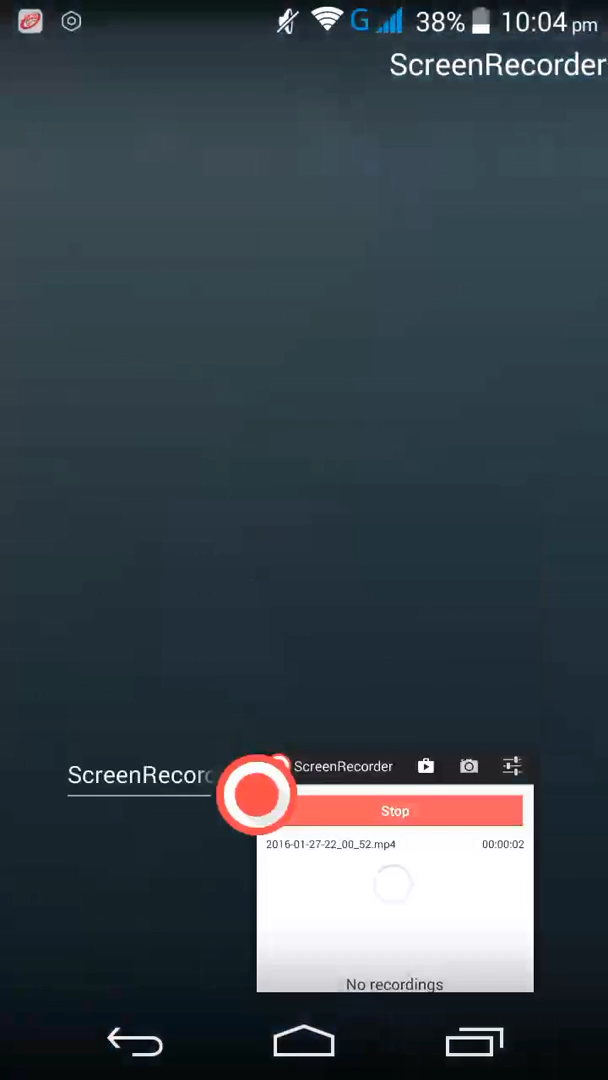 G 38% 10:04 pm
ScreenRecorder
ScreenRecor
ScreenRecorder
Stop
2016-01-27-22_00_52.mp4 00:00:02
No recordings